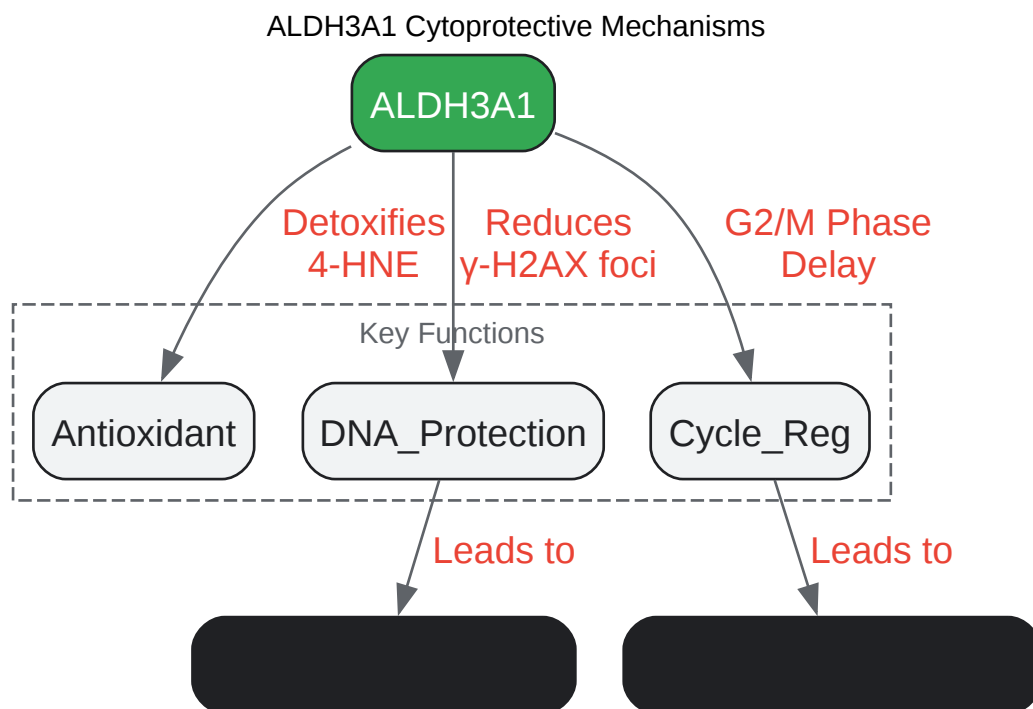 ALDH3A1 Cytoprotective Mechanisms
ALDH3A1
Detoxifies
4-HNE
Reduces
γ-H2AX foci
G2/M Phase
Delay
Key Functions
Antioxidant
DNA_Protection
Cycle_Reg
Leads to
Leads to